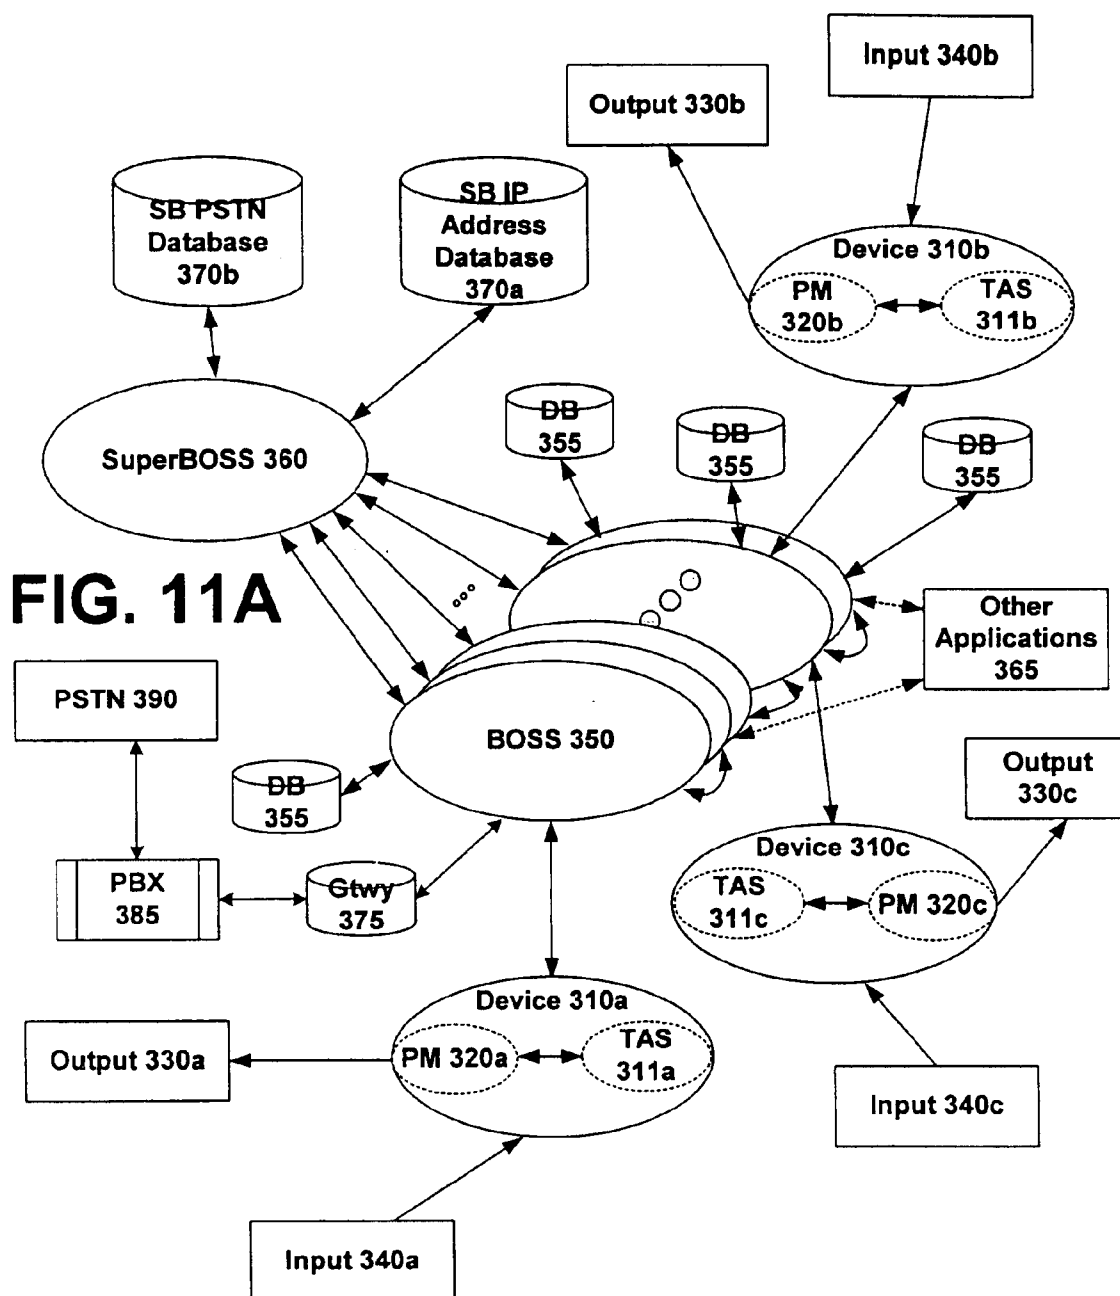 Input 340b
Output 330b
SB PSTN
Database
370b
SB IP
Address
Database
370a
Device 310b
PM
320b
TAS
311b
DB
355
DB
355
DB
355
SuperBOSS 360
FIG. 11A
Other
Applications
365
PSTN 390
BOSS 350
DB
355
Output
330c
PBX
385
Gtwy
375
Device 310c
TAS
311c
PM 320c
Device 310a
Output 330a
PM 320a
TAS
311a
Input 340c
Input 340a